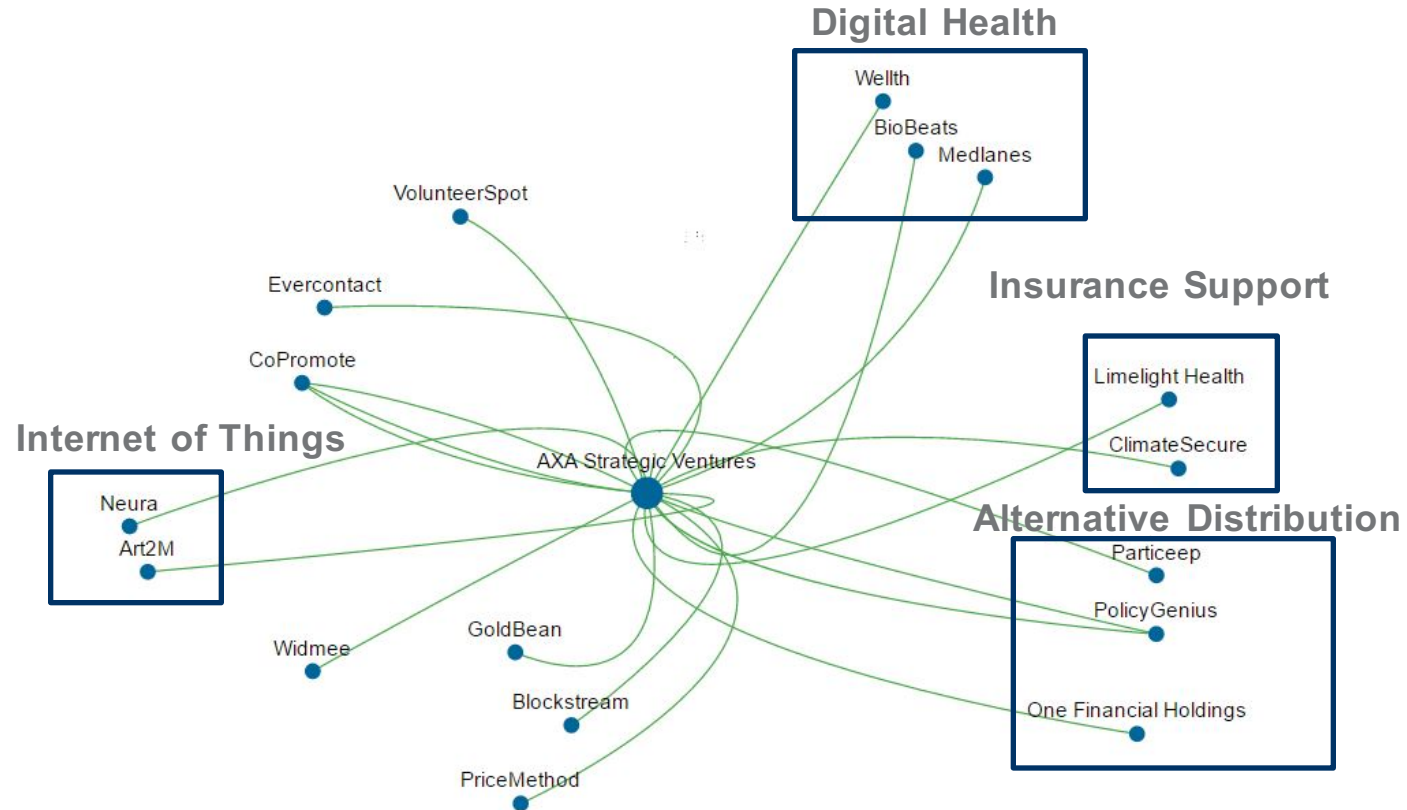 Digital Health
Wellth
BioBeats
Medlanes
VolunteerSpot
Evercontact
CoPromote
Insurance Support
Limelight Health
ClimateSecure
Internet of Things
AXA Strategic Ventures
Neura
Art2M
Alternative Distribution
Particeep
PolicyGenius
One Financial Holdings
Widmee
GoldBean
Blockstream
PriceMethod